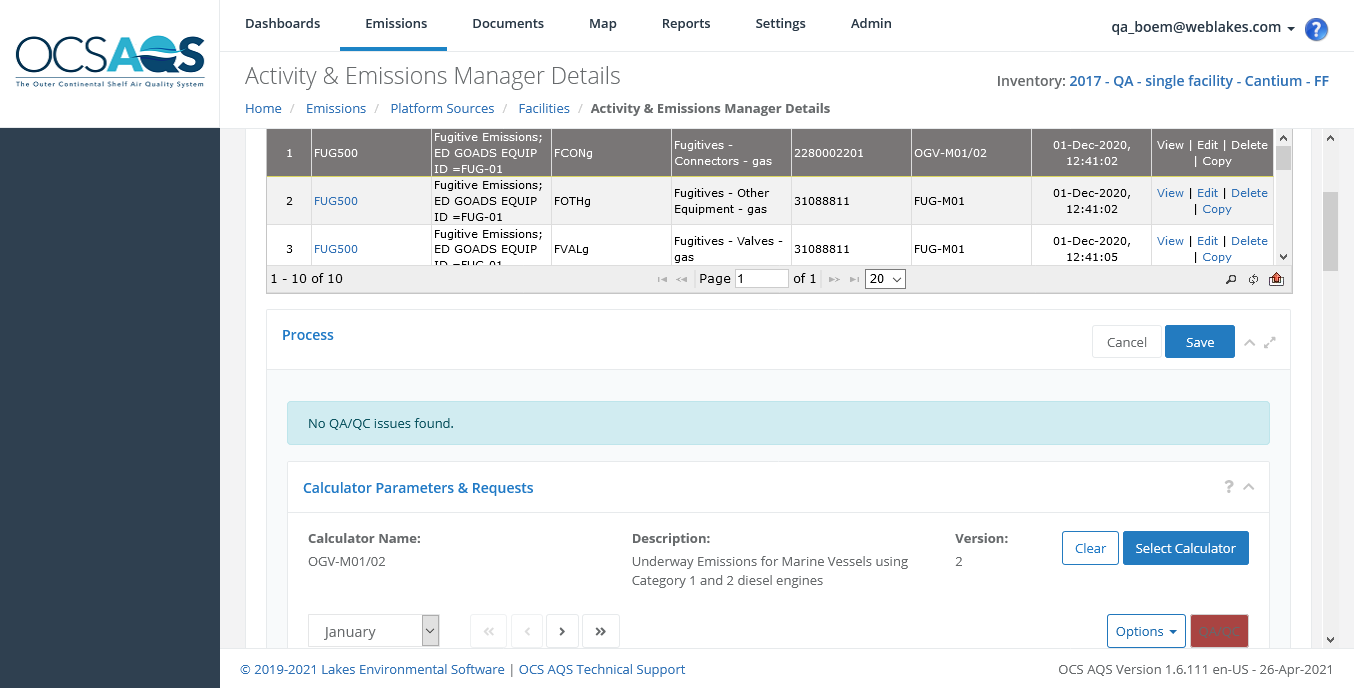 Dashboards Emissions Documents Map Reports Settings Admin
qa_boem@weblakes.com ?
OCSAQS
The Outer Continental Shelf Air Quality System
Activity & Emissions Manager Details
Inventory: 2017 - QA - single facility - Cantium - FF
Home / Emissions / Platform Sources / Facilities / Activity & Emissions Manager Details
1 FUG500 Fugitive Emissions; ED GOADS EQUIP ID =FUG-01 FCONg Fugitives - Connectors - gas 2280002201 OGV-M01/02 01-Dec-2020, 12:41:02 View | Edit | Delete | Copy
2 FUG500 Fugitive Emissions; ED GOADS EQUIP ID =FUG-01 FOTHg Fugitives - Other Equipment - gas 31088811 FUG-M01 01-Dec-2020, 12:41:02 View | Edit | Delete | Copy
3 FUG500 Fugitive Emissions; ED GOADS EQUIP ID =FUG-01 FVALg Fugitives - Valves - gas 31088811 FUG-M01 01-Dec-2020, 12:41:05 View | Edit | Delete | Copy
1 - 10 of 10 Page 1 of 1 20
Process Cancel Save
No QA/QC issues found.
Calculator Parameters & Requests ?
Calculator Name: Description: Version:
OGV-M01/02 Underway Emissions for Marine Vessels using 2 Clear Select Calculator
Category 1 and 2 diesel engines
January Options QA/QC
© 2019-2021 Lakes Environmental Software | OCS AQS Technical Support OCS AQS Version 1.6.111 en-US - 26-Apr-2021